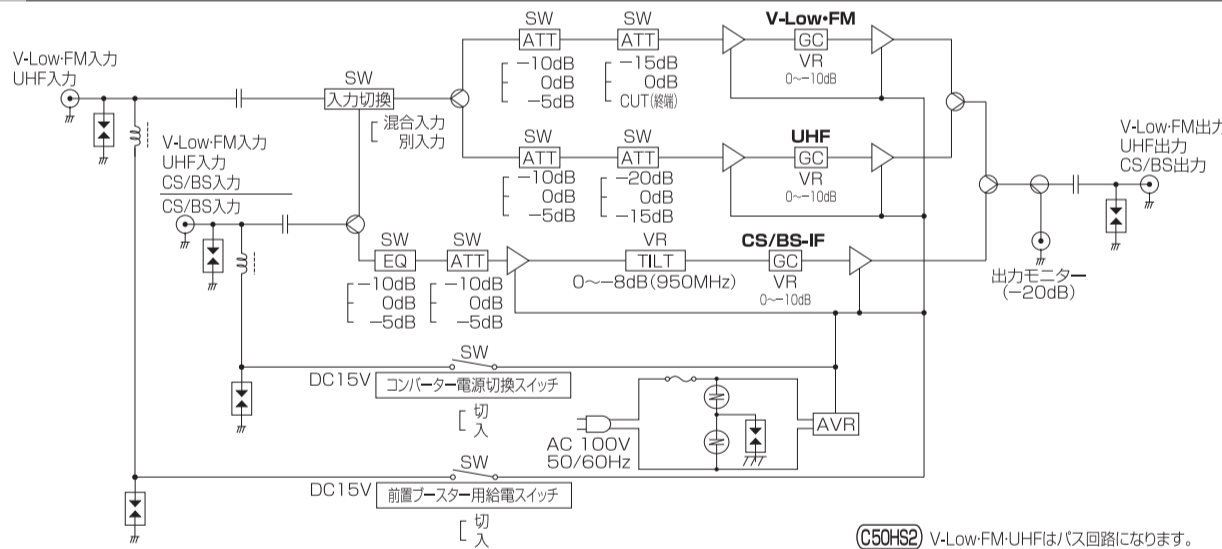 V-Low·FM入力
UHF入力
V-Low·FM入力
UHF入力
CS/BS入力
CS/BS入力
SW
入力切換
混合入力
別入力
SW
ATT
−10dB
0dB
−5dB
SW
ATT
−15dB
0dB
CUT(終端)
V-Low·FM
GC
VR
0〜−10dB
SW
ATT
−10dB
0dB
−5dB
SW
ATT
−20dB
0dB
−15dB
UHF
GC
VR
0〜−10dB
SW
EQ
−10dB
0dB
−5dB
SW
ATT
−10dB
0dB
−5dB
VR
TILT
0〜−8dB(950MHz)
CS/BS-IF
GC
VR
0〜−10dB
V-Low·FM出力
UHF出力
CS/BS出力
出力モニター
(−20dB)
SW
DC15V
コンバーター電源切換スイッチ
切
入
AC 100V
50/60Hz
AVR
SW
DC15V
前置ブースター用給電スイッチ
切
入
C50HS2 V-Low·FM·UHFはパス回路になります。